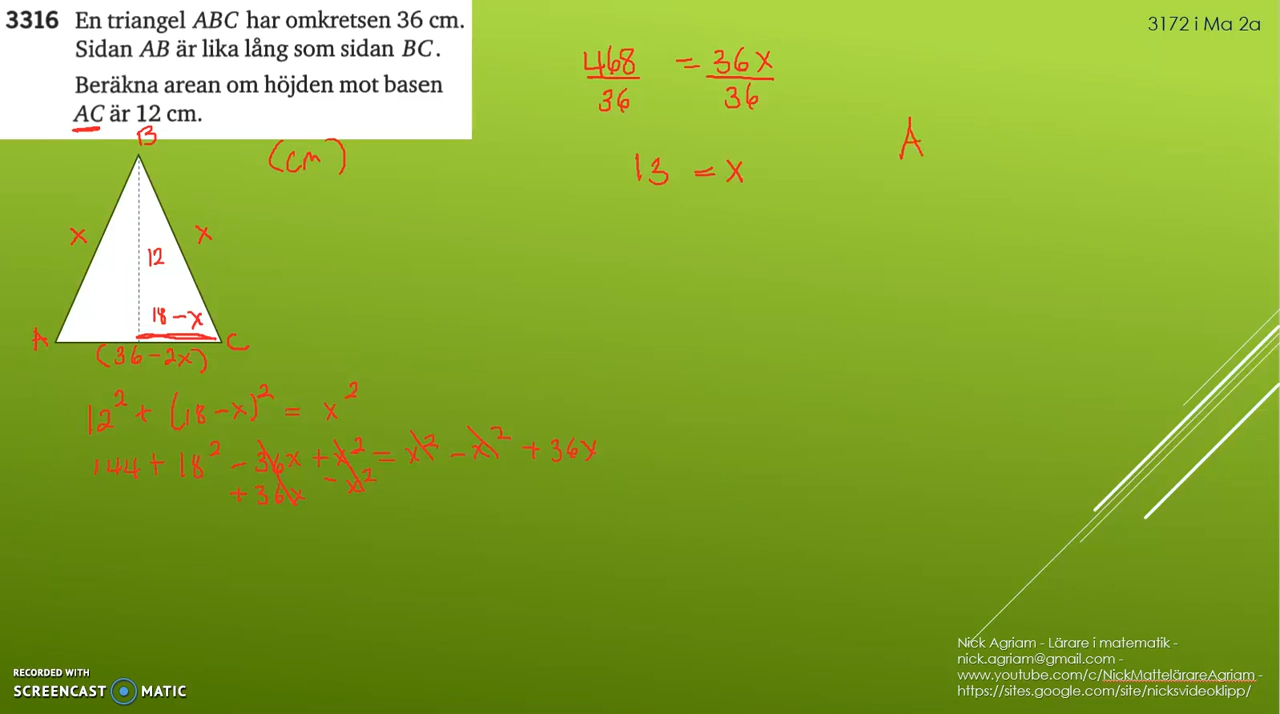 3316 En triangel ABC har omkretsen 36 cm.
Sidan AB är lika lång som sidan BC.
Beräkna arean om höjden mot basen
AC är 12 cm.
3172 i Ma 2a
B
(cm)
x
x
12
18 - x
A
C
(36 - 2x)
12² + (18 - x)² = x²
144 + 18² - 36x + x² = x² - x² + 36x
+ 36x - x²
468/36 = 36x/36
13 = x
A
Nick Agriam - Lärare i matematik -
nick.agriam@gmail.com -
www.youtube.com/c/NickMattelärareAgriam -
https://sites.google.com/site/nicksvideoklipp/
RECORDED WITH
SCREENCAST MATIC